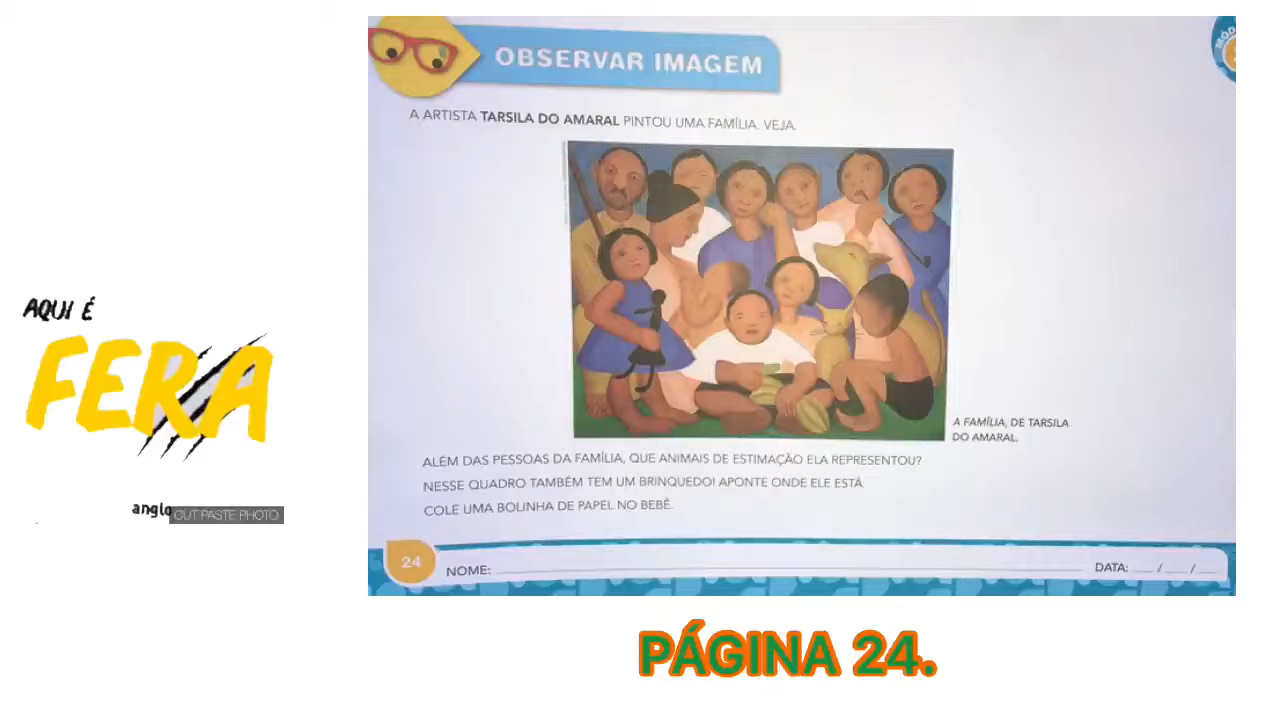 OBSERVAR IMAGEM
A ARTISTA TARSILA DO AMARAL PINTOU UMA FAMÍLIA. VEJA.
A FAMÍLIA, DE TARSILA
DO AMARAL.
ALÉM DAS PESSOAS DA FAMÍLIA, QUE ANIMAIS DE ESTIMAÇÃO ELA REPRESENTOU?
NESSE QUADRO TAMBÉM TEM UM BRINQUEDO! APONTE ONDE ELE ESTÁ.
COLE UMA BOLINHA DE PAPEL NO BEBÊ.
24
NOME:
DATA: / /
AQUI É
FERA
anglo
CUT PASTE PHOTO
PÁGINA 24.